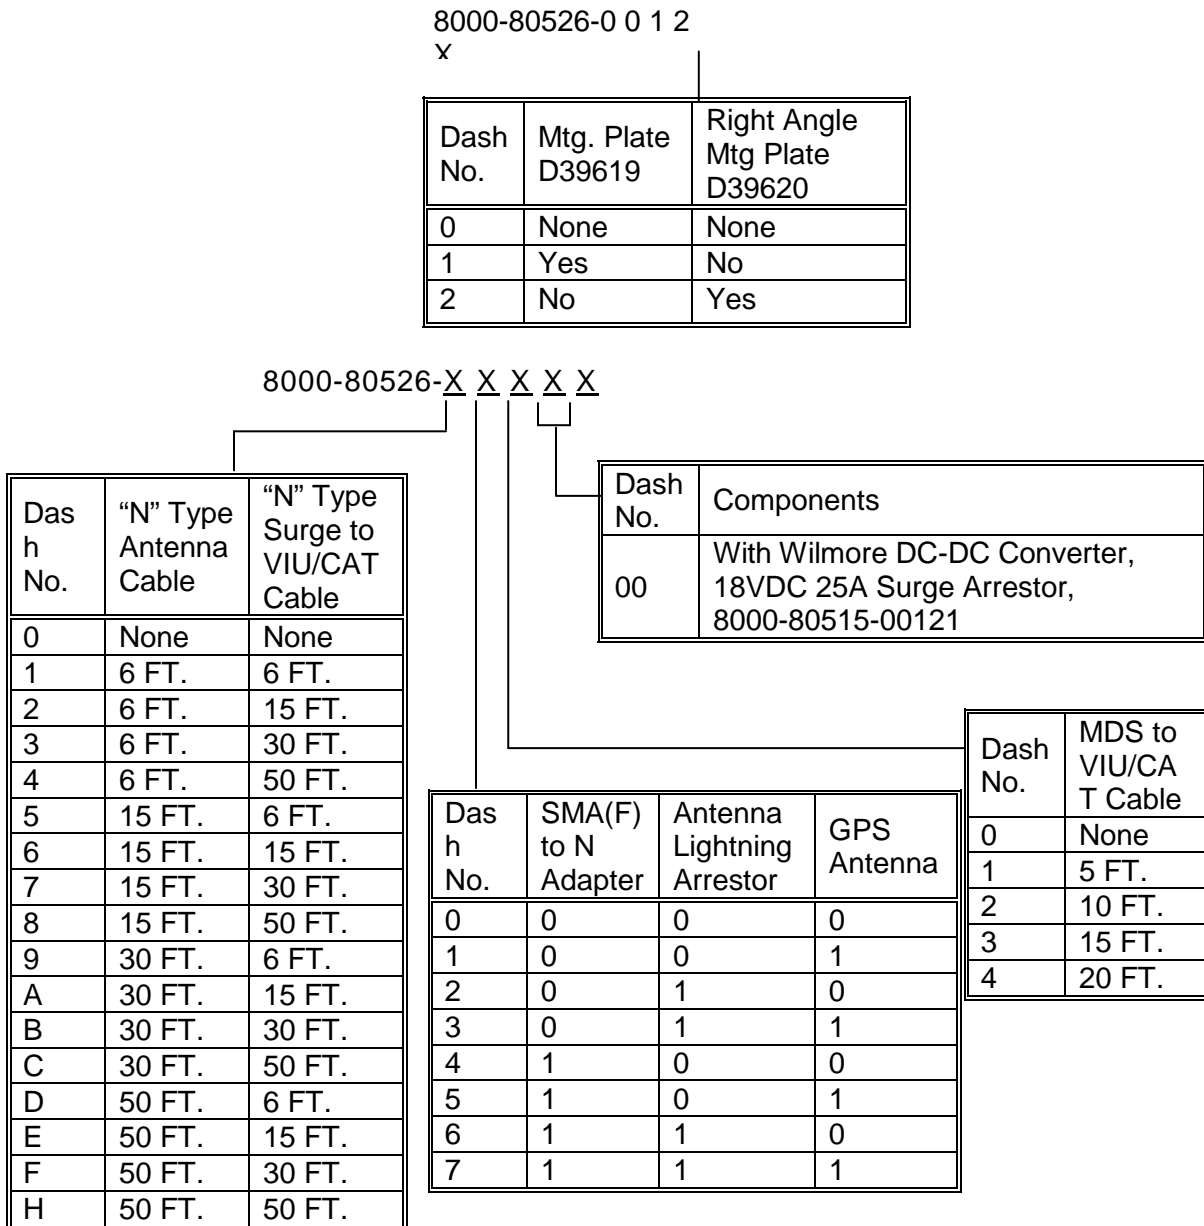 8000-80526-0 0 1 2
X
Dash No. Mtg. Plate D39619 Right Angle Mtg Plate D39620
0 None None
1 Yes No
2 No Yes
8000-80526-X X X X X
Das h No. “N” Type Antenna Cable “N” Type Surge to VIU/CAT Cable
0 None None
1 6 FT. 6 FT.
2 6 FT. 15 FT.
3 6 FT. 30 FT.
4 6 FT. 50 FT.
5 15 FT. 6 FT.
6 15 FT. 15 FT.
7 15 FT. 30 FT.
8 15 FT. 50 FT.
9 30 FT. 6 FT.
A 30 FT. 15 FT.
B 30 FT. 30 FT.
C 30 FT. 50 FT.
D 50 FT. 6 FT.
E 50 FT. 15 FT.
F 50 FT. 30 FT.
H 50 FT. 50 FT.
Dash No. Components
00 With Wilmore DC-DC Converter, 18VDC 25A Surge Arrestor, 8000-80515-00121
Das h No. SMA(F) to N Adapter Antenna Lightning Arrestor GPS Antenna
0 0 0 0
1 0 0 1
2 0 1 0
3 0 1 1
4 1 0 0
5 1 0 1
6 1 1 0
7 1 1 1
Dash No. MDS to VIU/CA T Cable
0 None
1 5 FT.
2 10 FT.
3 15 FT.
4 20 FT.